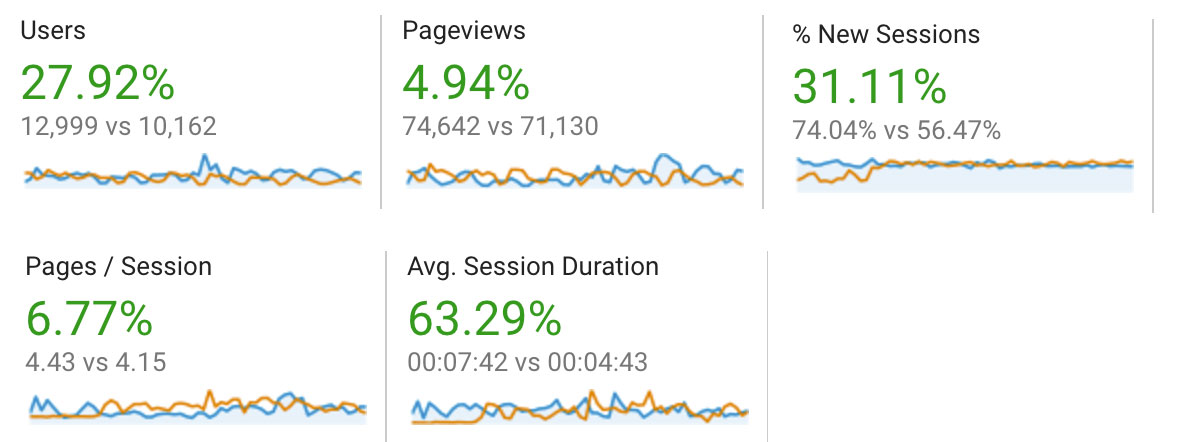 Users
27.92%
12,999 vs 10,162
Pageviews
4.94%
74,642 vs 71,130
% New Sessions
31.11%
74.04% vs 56.47%
Pages / Session
6.77%
4.43 vs 4.15
Avg. Session Duration
63.29%
00:07:42 vs 00:04:43